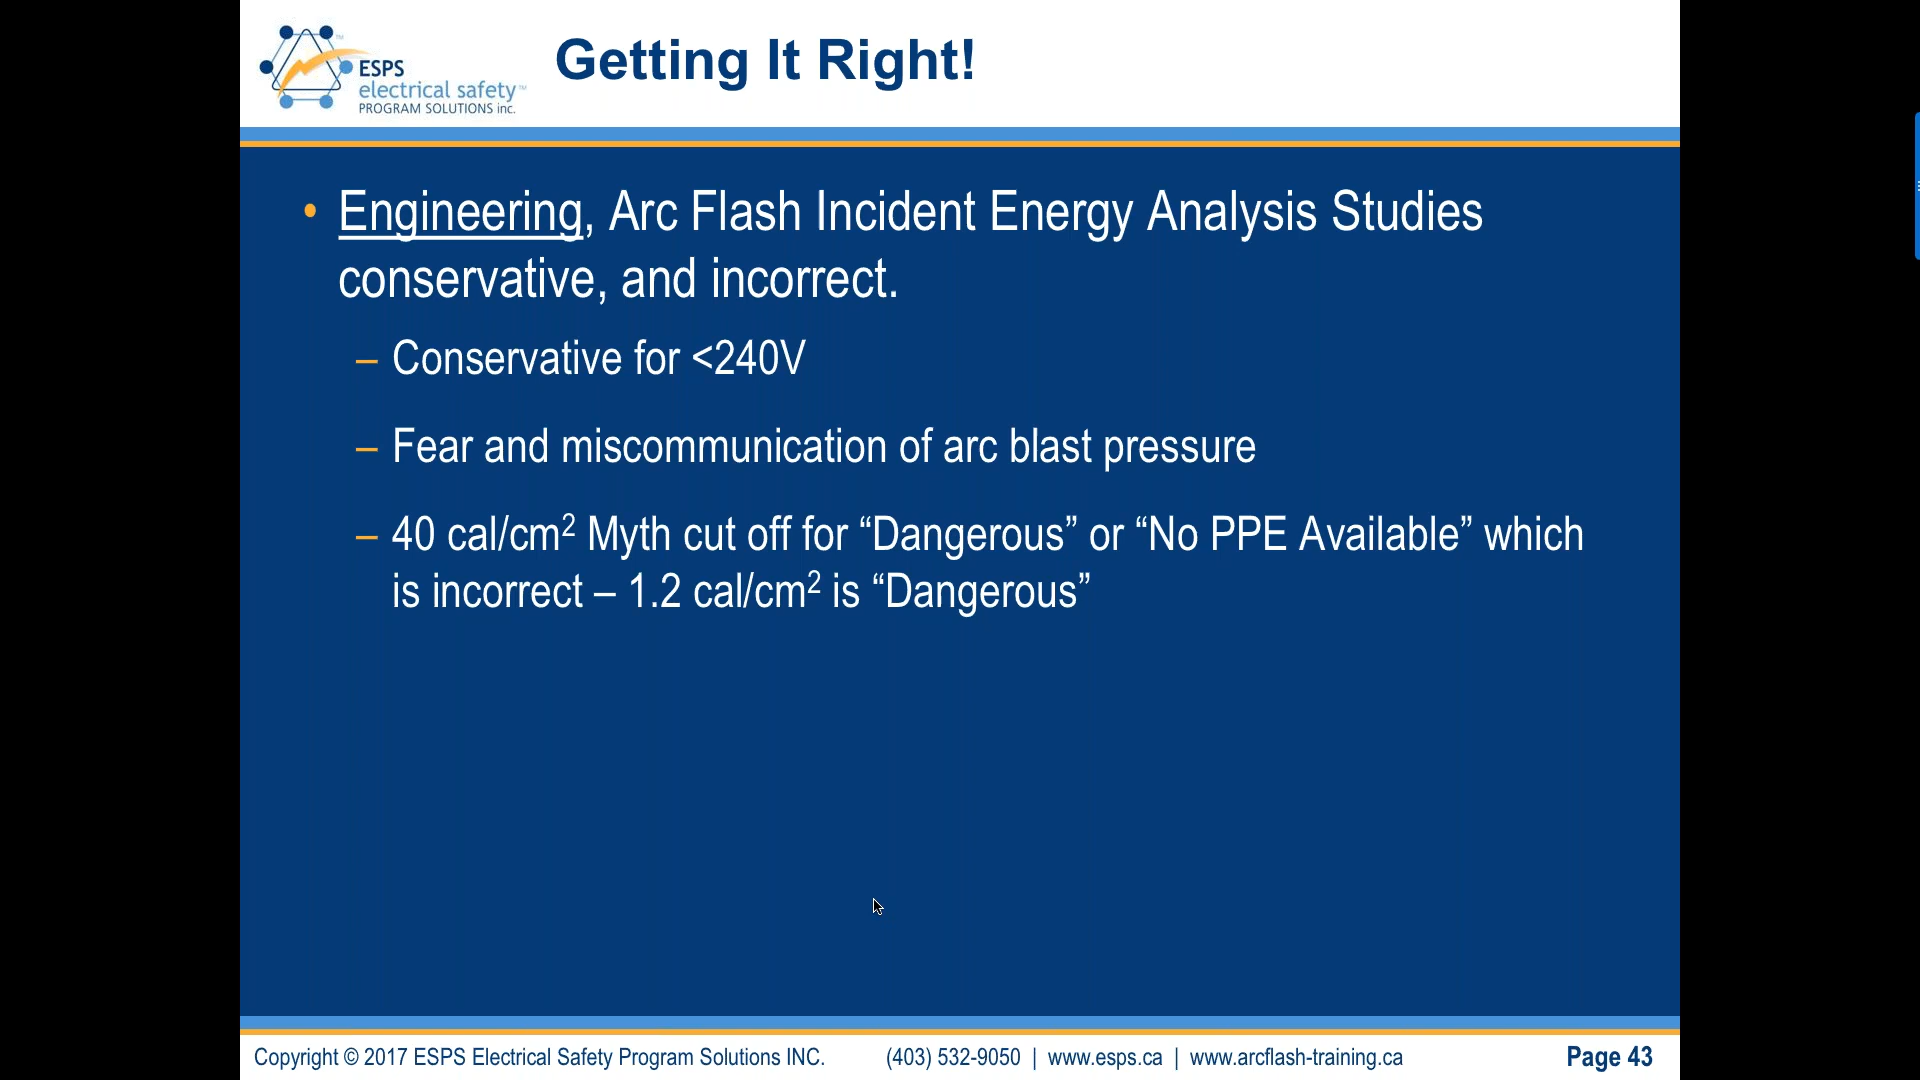 ESPS
electrical safety™
PROGRAM SOLUTIONS inc.
Getting It Right!
• Engineering, Arc Flash Incident Energy Analysis Studies
conservative, and incorrect.
– Conservative for <240V
– Fear and miscommunication of arc blast pressure
– 40 cal/cm² Myth cut off for “Dangerous” or “No PPE Available” which
is incorrect – 1.2 cal/cm² is “Dangerous”
Copyright © 2017 ESPS Electrical Safety Program Solutions INC. (403) 532-9050 | www.esps.ca | www.arcflash-training.ca Page 43